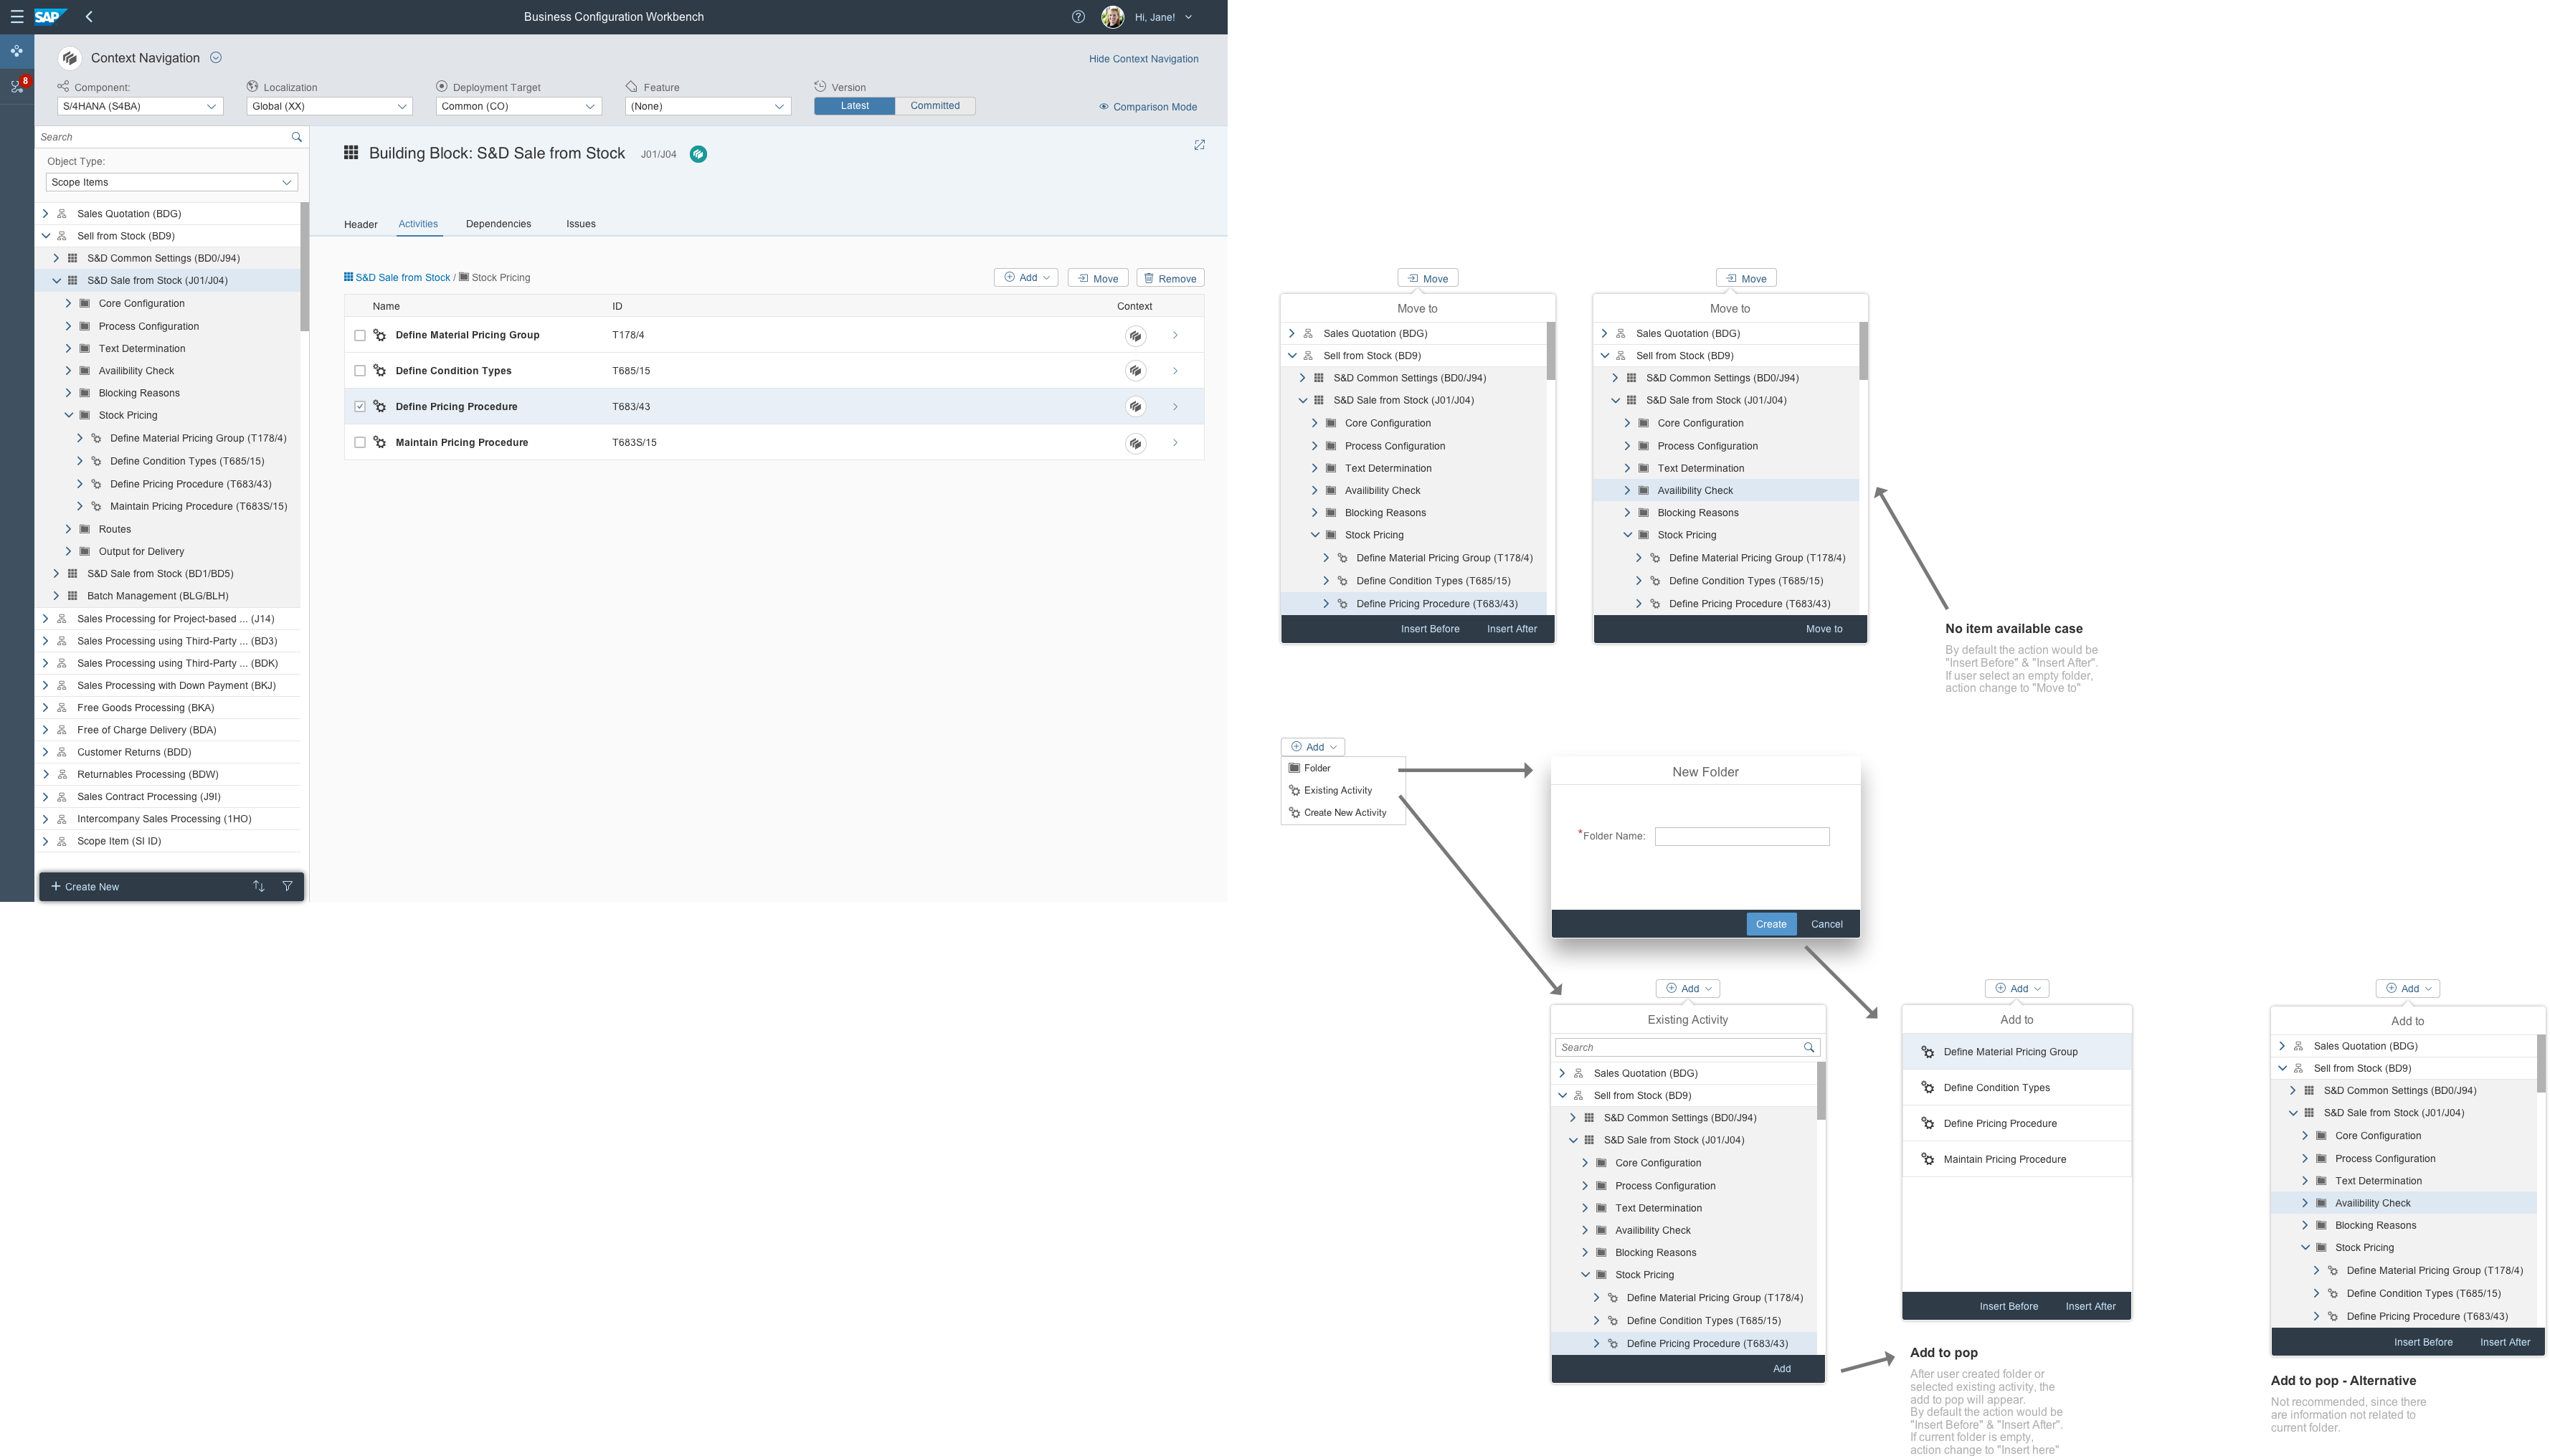 SAP
Business Configuration Workbench
Hi, Jane!
8
Context Navigation
Hide Context Navigation
Component:
Localization
Deployment Target
Feature
Version
S/4HANA (S4BA)
Global (XX)
Common (CO)
(None)
Latest
Committed
Comparison Mode
Search
Object Type:
Scope Items
Sales Quotation (BDG)
Sell from Stock (BD9)
S&D Common Settings (BD0/J94)
S&D Sale from Stock (J01/J04)
Core Configuration
Process Configuration
Text Determination
Availibility Check
Blocking Reasons
Stock Pricing
Define Material Pricing Group (T178/4)
Define Condition Types (T685/15)
Define Pricing Procedure (T683/43)
Maintain Pricing Procedure (T683S/15)
Routes
Output for Delivery
S&D Sale from Stock (BD1/BD5)
Batch Management (BLG/BLH)
Sales Processing for Project-based ... (J14)
Sales Processing using Third-Party ... (BD3)
Sales Processing using Third-Party ... (BDK)
Sales Processing with Down Payment (BKJ)
Free Goods Processing (BKA)
Free of Charge Delivery (BDA)
Customer Returns (BDD)
Returnables Processing (BDW)
Sales Contract Processing (J9I)
Intercompany Sales Processing (1HO)
Scope Item (SI ID)
Create New
Building Block: S&D Sale from Stock
J01/J04
Header
Activities
Dependencies
Issues
S&D Sale from Stock / Stock Pricing
Add
Move
Remove
Name
ID
Context
Define Material Pricing Group
T178/4
Define Condition Types
T685/15
Define Pricing Procedure
T683/43
Maintain Pricing Procedure
T683S/15
Move
Move to
Sales Quotation (BDG)
Sell from Stock (BD9)
S&D Common Settings (BD0/J94)
S&D Sale from Stock (J01/J04)
Core Configuration
Process Configuration
Text Determination
Availibility Check
Blocking Reasons
Stock Pricing
Define Material Pricing Group (T178/4)
Define Condition Types (T685/15)
Define Pricing Procedure (T683/43)
Insert Before
Insert After
Move
Move to
Sales Quotation (BDG)
Sell from Stock (BD9)
S&D Common Settings (BD0/J94)
S&D Sale from Stock (J01/J04)
Core Configuration
Process Configuration
Text Determination
Availibility Check
Blocking Reasons
Stock Pricing
Define Material Pricing Group (T178/4)
Define Condition Types (T685/15)
Define Pricing Procedure (T683/43)
Move to
No item available case
By default the action would be
"Insert Before" & "Insert After".
If user select an empty folder,
action change to "Move to"
Add
Folder
Existing Activity
Create New Activity
New Folder
*Folder Name:
Create
Cancel
Add
Existing Activity
Search
Sales Quotation (BDG)
Sell from Stock (BD9)
S&D Common Settings (BD0/J94)
S&D Sale from Stock (J01/J04)
Core Configuration
Process Configuration
Text Determination
Availibility Check
Blocking Reasons
Stock Pricing
Define Material Pricing Group (T178/4)
Define Condition Types (T685/15)
Define Pricing Procedure (T683/43)
Add
Add
Add to
Define Material Pricing Group
Define Condition Types
Define Pricing Procedure
Maintain Pricing Procedure
Insert Before
Insert After
Add to pop
After user created folder or
selected existing activity, the
add to pop will appear.
By default the action would be
"Insert Before" & "Insert After".
If current folder is empty,
action change to "Insert here"
Add
Add to
Sales Quotation (BDG)
Sell from Stock (BD9)
S&D Common Settings (BD0/J94)
S&D Sale from Stock (J01/J04)
Core Configuration
Process Configuration
Text Determination
Availibility Check
Blocking Reasons
Stock Pricing
Define Material Pricing Group (T178/4)
Define Condition Types (T685/15)
Define Pricing Procedure (T683/43)
Insert Before
Insert After
Add to pop - Alternative
Not recommended, since there
are information not related to
current folder.